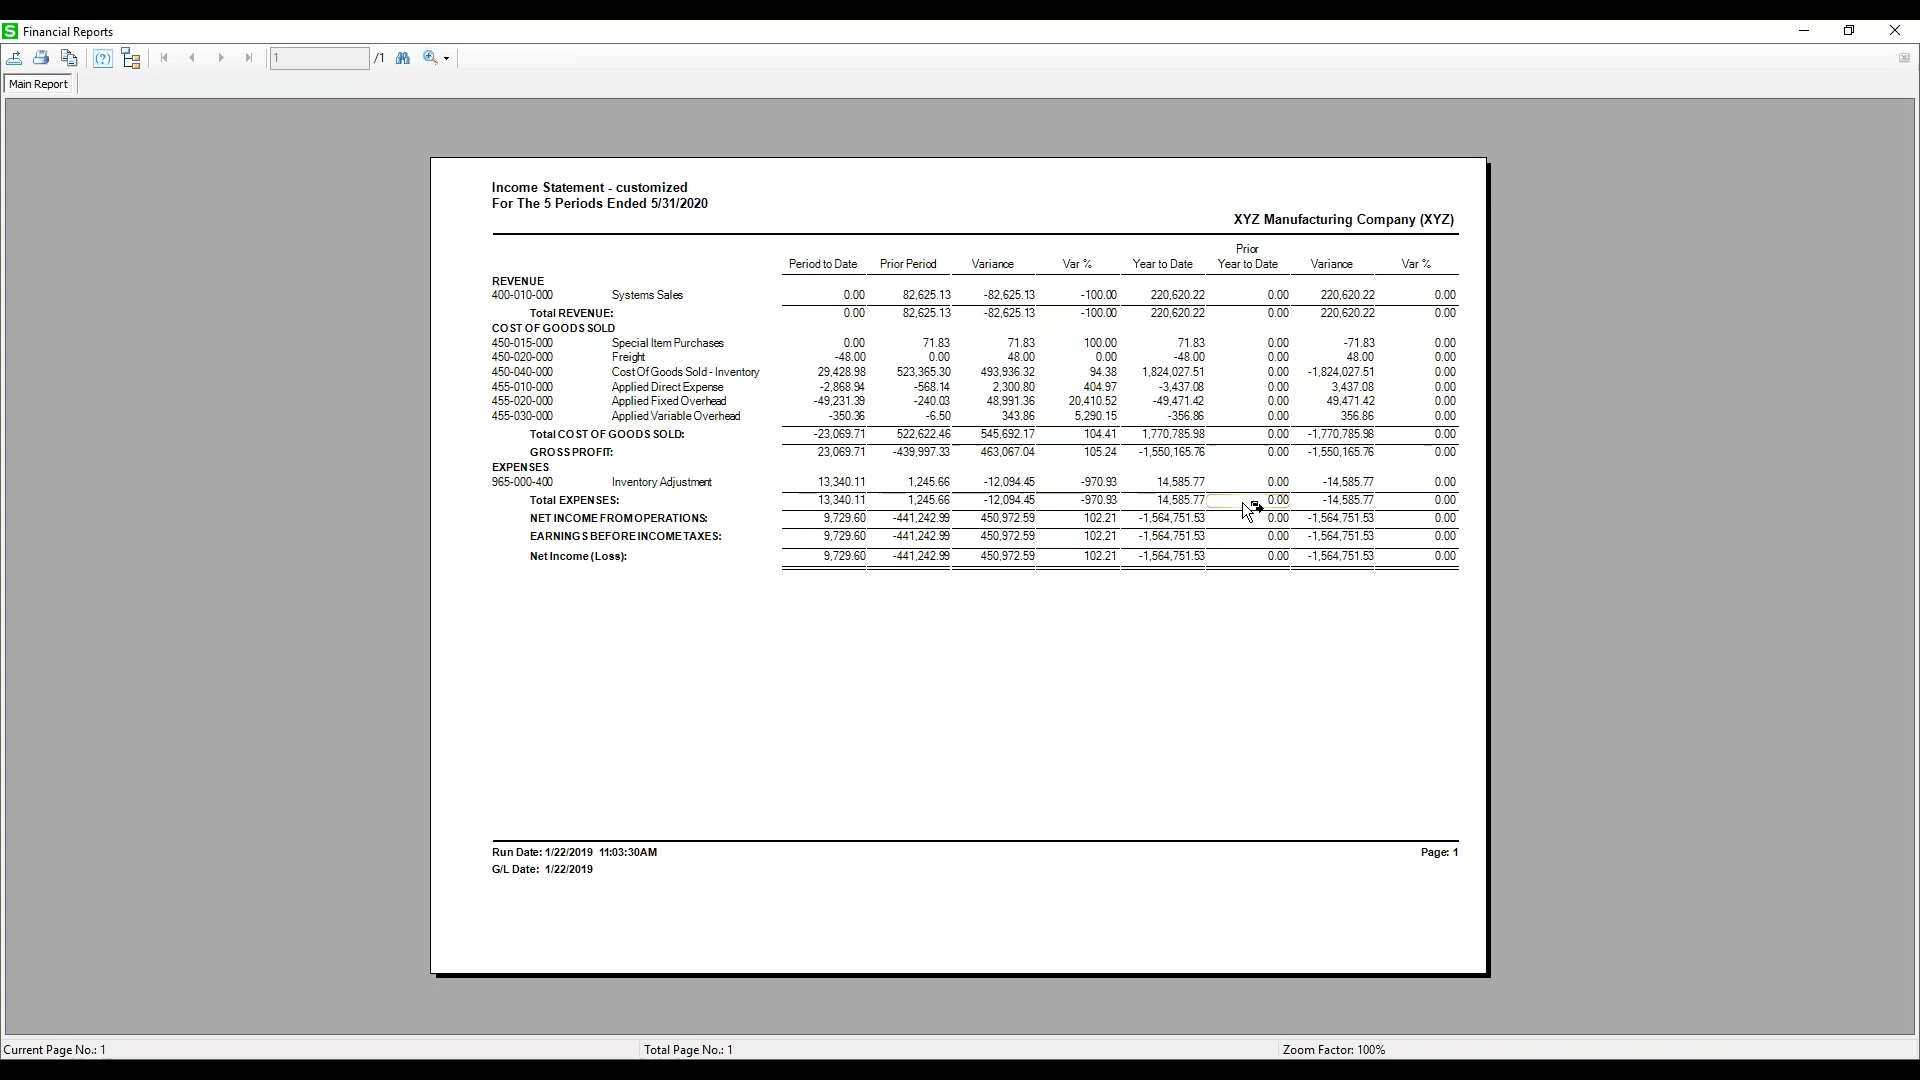 Financial Reports
1 /1
Main Report
Income Statement - customized
For The 5 Periods Ended 5/31/2020
XYZ Manufacturing Company (XYZ)
Prior
Period to Date Prior Period Variance Var % Year to Date Year to Date Variance Var %
REVENUE
400-010-000 Systems Sales 0.00 82,625.13 -82,625.13 -100.00 220,620.22 0.00 220,620.22 0.00
Total REVENUE: 0.00 82,625.13 -82,625.13 -100.00 220,620.22 0.00 220,620.22 0.00
COST OF GOODS SOLD
450-015-000 Special Item Purchases 0.00 71.83 71.83 100.00 71.83 0.00 -71.83 0.00
450-020-000 Freight -48.00 0.00 48.00 0.00 -48.00 0.00 48.00 0.00
450-040-000 Cost Of Goods Sold - Inventory 29,428.98 523,365.30 493,936.32 94.38 1,824,027.51 0.00 -1,824,027.51 0.00
455-010-000 Applied Direct Expense -2,868.94 -568.14 2,300.80 404.97 -3,437.08 0.00 3,437.08 0.00
455-020-000 Applied Fixed Overhead -49,231.39 -240.03 48,991.36 20,410.52 -49,471.42 0.00 49,471.42 0.00
455-030-000 Applied Variable Overhead -350.36 -6.50 343.86 5,290.15 -356.86 0.00 356.86 0.00
Total COST OF GOODS SOLD: -23,069.71 522,622.46 545,692.17 104.41 1,770,785.98 0.00 -1,770,785.98 0.00
GROSS PROFIT: 23,069.71 -439,997.33 463,067.04 105.24 -1,550,165.76 0.00 -1,550,165.76 0.00
EXPENSES
965-000-400 Inventory Adjustment 13,340.11 1,245.66 -12,094.45 -970.93 14,585.77 0.00 -14,585.77 0.00
Total EXPENSES: 13,340.11 1,245.66 -12,094.45 -970.93 14,585.77 0.00 -14,585.77 0.00
NET INCOME FROM OPERATIONS: 9,729.60 -441,242.99 450,972.59 102.21 -1,564,751.53 0.00 -1,564,751.53 0.00
EARNINGS BEFORE INCOME TAXES: 9,729.60 -441,242.99 450,972.59 102.21 -1,564,751.53 0.00 -1,564,751.53 0.00
Net Income (Loss): 9,729.60 -441,242.99 450,972.59 102.21 -1,564,751.53 0.00 -1,564,751.53 0.00
Run Date: 1/22/2019 11:03:30AM Page: 1
G/L Date: 1/22/2019
Current Page No.: 1 Total Page No.: 1 Zoom Factor: 100%